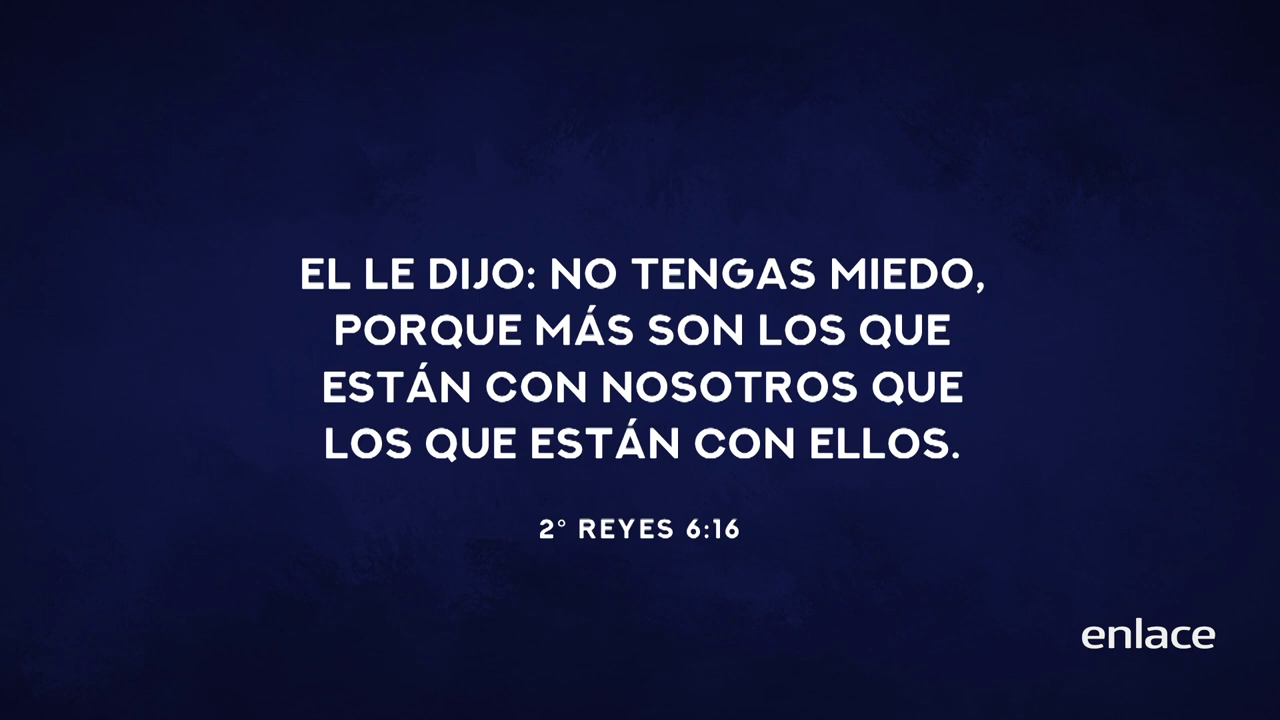 EL LE DIJO: NO TENGAS MIEDO,
PORQUE MÁS SON LOS QUE
ESTÁN CON NOSOTROS QUE
LOS QUE ESTÁN CON ELLOS.
2° REYES 6:16
enlace